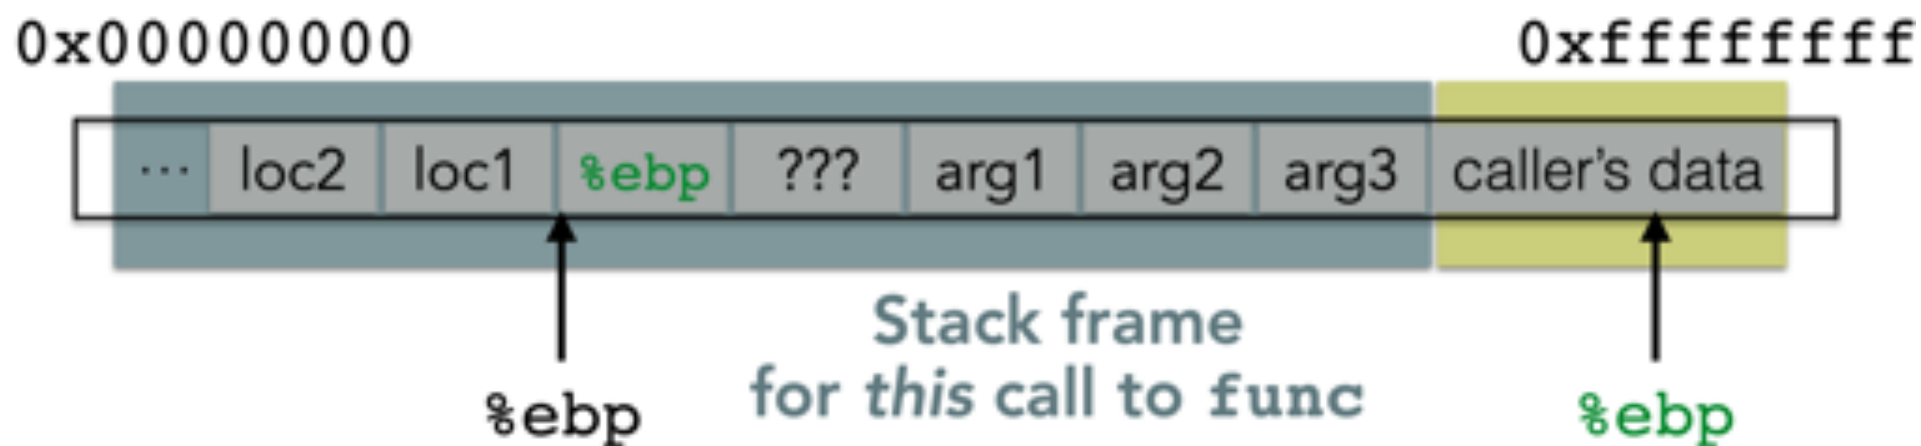 0x00000000 0xffffffff
... loc2 loc1 %ebp ??? arg1 arg2 arg3 caller's data
Stack frame
for this call to func
%ebp %ebp